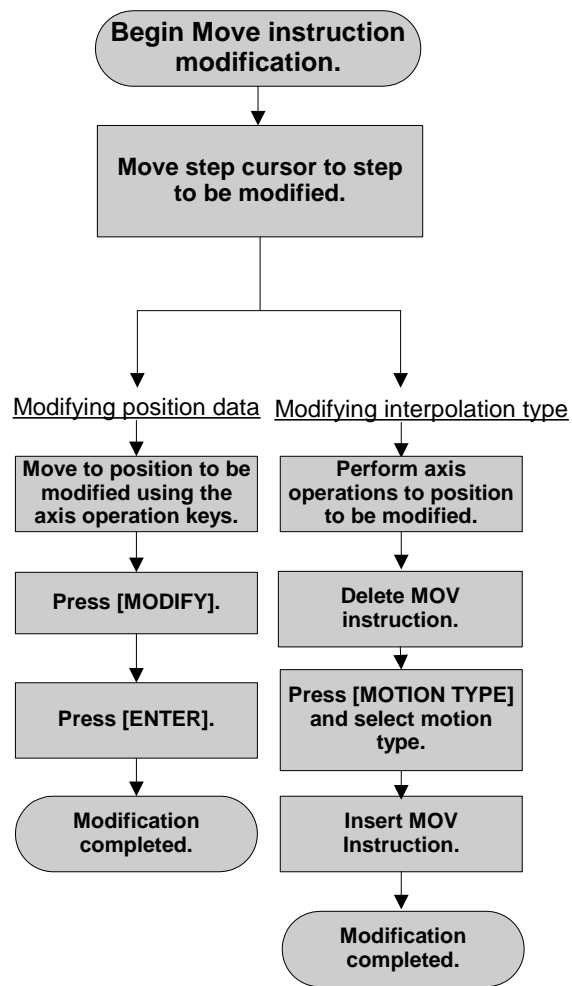 Begin Move instruction
modification.
Move step cursor to step
to be modified.
Modifying position data
Move to position to be
modified using the
axis operation keys.
Press [MODIFY].
Press [ENTER].
Modification
completed.
Modifying interpolation type
Perform axis
operations to position
to be modified.
Delete MOV
instruction.
Press [MOTION TYPE]
and select motion
type.
Insert MOV
Instruction.
Modification
completed.